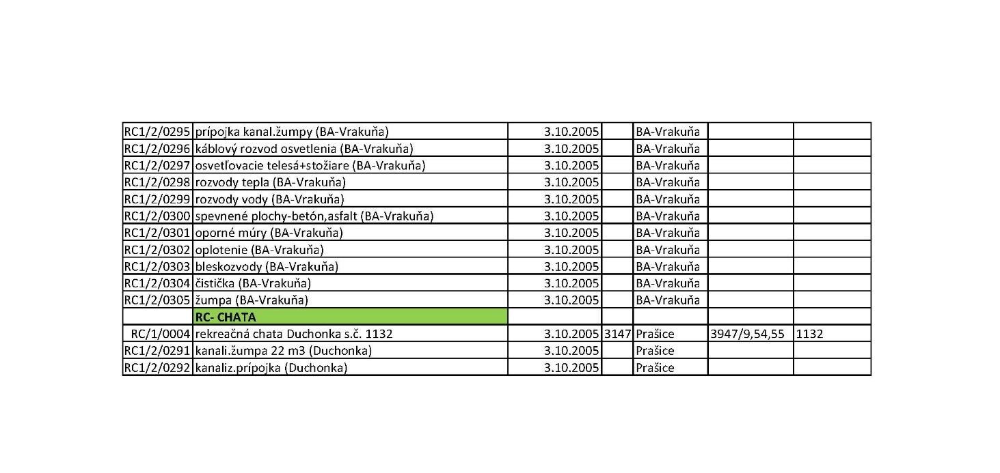 RC1/2/0295 prípojka kanal.žumpy (BA-Vrakuňa) 3.10.2005 BA-Vrakuňa
RC1/2/0296 káblový rozvod osvetlenia (BA-Vrakuňa) 3.10.2005 BA-Vrakuňa
RC1/2/0297 osvetľovacie telesá+stožiare (BA-Vrakuňa) 3.10.2005 BA-Vrakuňa
RC1/2/0298 rozvody tepla (BA-Vrakuňa) 3.10.2005 BA-Vrakuňa
RC1/2/0299 rozvody vody (BA-Vrakuňa) 3.10.2005 BA-Vrakuňa
RC1/2/0300 spevnené plochy-betón,asfalt (BA-Vrakuňa) 3.10.2005 BA-Vrakuňa
RC1/2/0301 oporné múry (BA-Vrakuňa) 3.10.2005 BA-Vrakuňa
RC1/2/0302 oplotenie (BA-Vrakuňa) 3.10.2005 BA-Vrakuňa
RC1/2/0303 bleskozvody (BA-Vrakuňa) 3.10.2005 BA-Vrakuňa
RC1/2/0304 čistička (BA-Vrakuňa) 3.10.2005 BA-Vrakuňa
RC1/2/0305 žumpa (BA-Vrakuňa) 3.10.2005 BA-Vrakuňa
RC- CHATA
RC/1/0004 rekreačná chata Duchonka s.č. 1132 3.10.2005 3147 Prašice 3947/9,54,55 1132
RC1/2/0291 kanali.žumpa 22 m3 (Duchonka) 3.10.2005 Prašice
RC1/2/0292 kanaliz.prípojka (Duchonka) 3.10.2005 Prašice